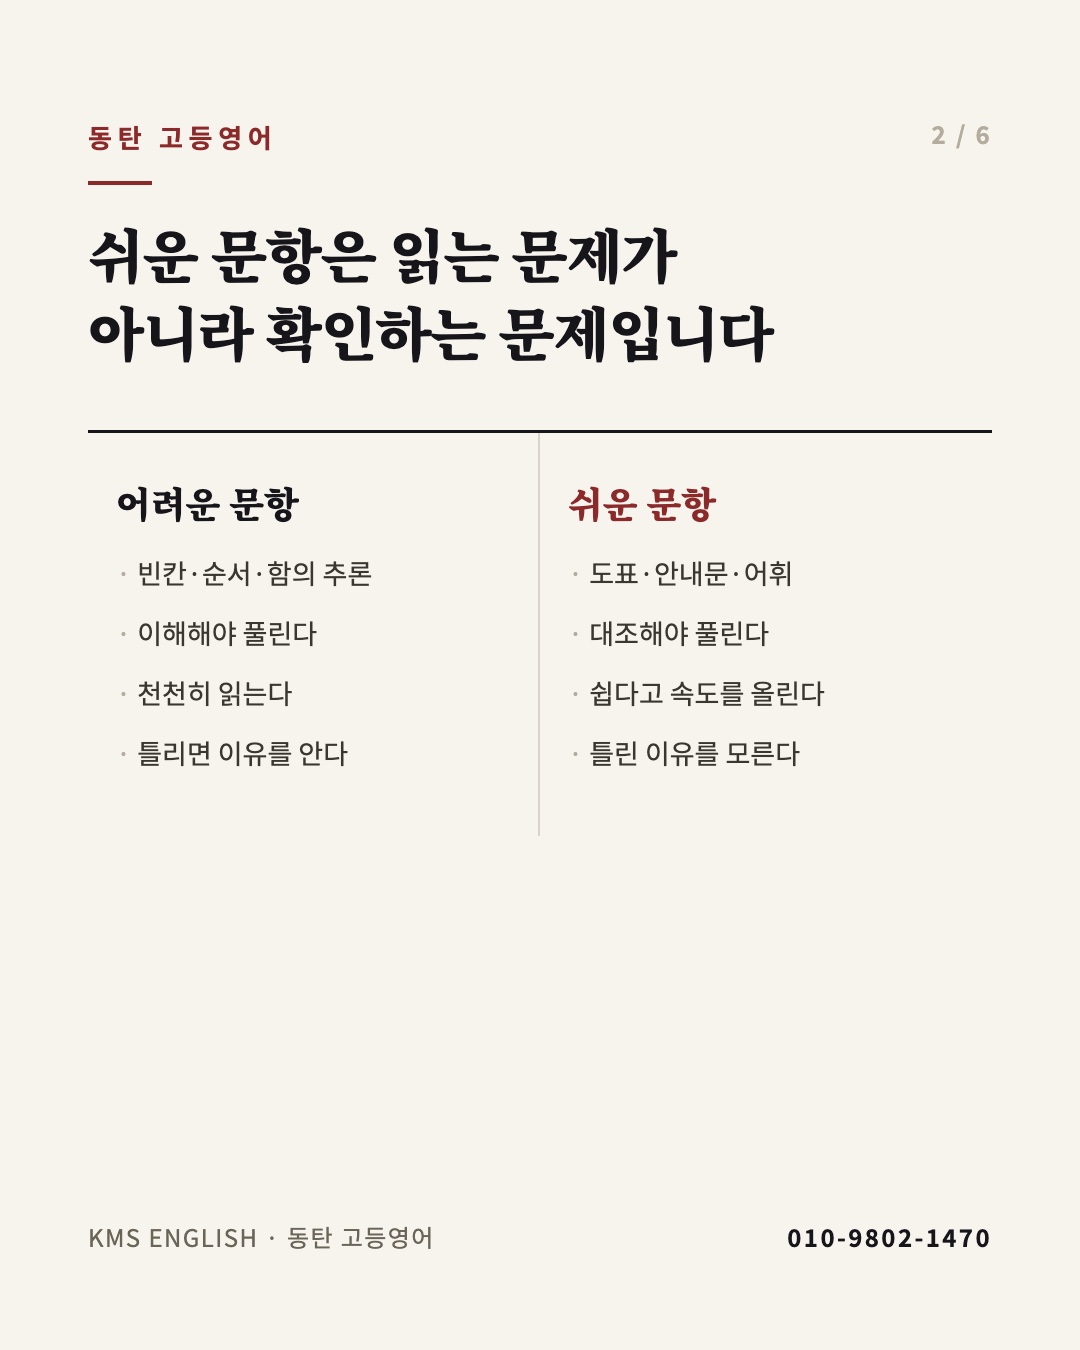 동탄 고등영어
2 / 6
쉬운 문항은 읽는 문제가
아니라 확인하는 문제입니다
어려운 문항
· 빈칸·순서·함의 추론
· 이해해야 풀린다
· 천천히 읽는다
· 틀리면 이유를 안다
쉬운 문항
· 도표·안내문·어휘
· 대조해야 풀린다
· 쉽다고 속도를 올린다
· 틀린 이유를 모른다
KMS ENGLISH · 동탄 고등영어
010-9802-1470